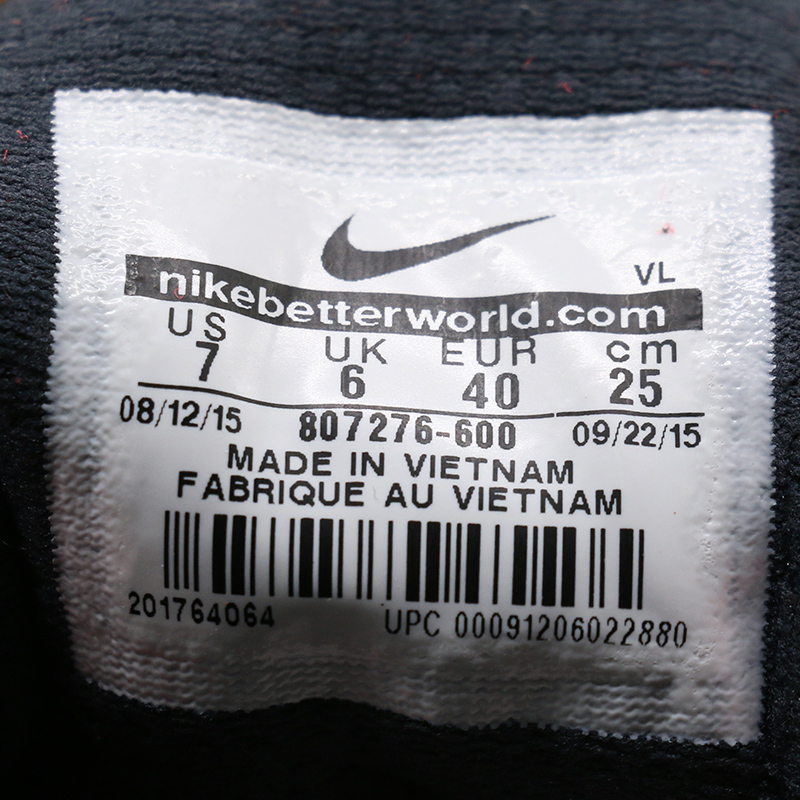 VL
nikebetterworld.com
US UK EUR cm
7 6 40 25
08/12/15 807276-600 09/22/15
MADE IN VIETNAM
FABRIQUE AU VIETNAM
201764064 UPC 00091206022880